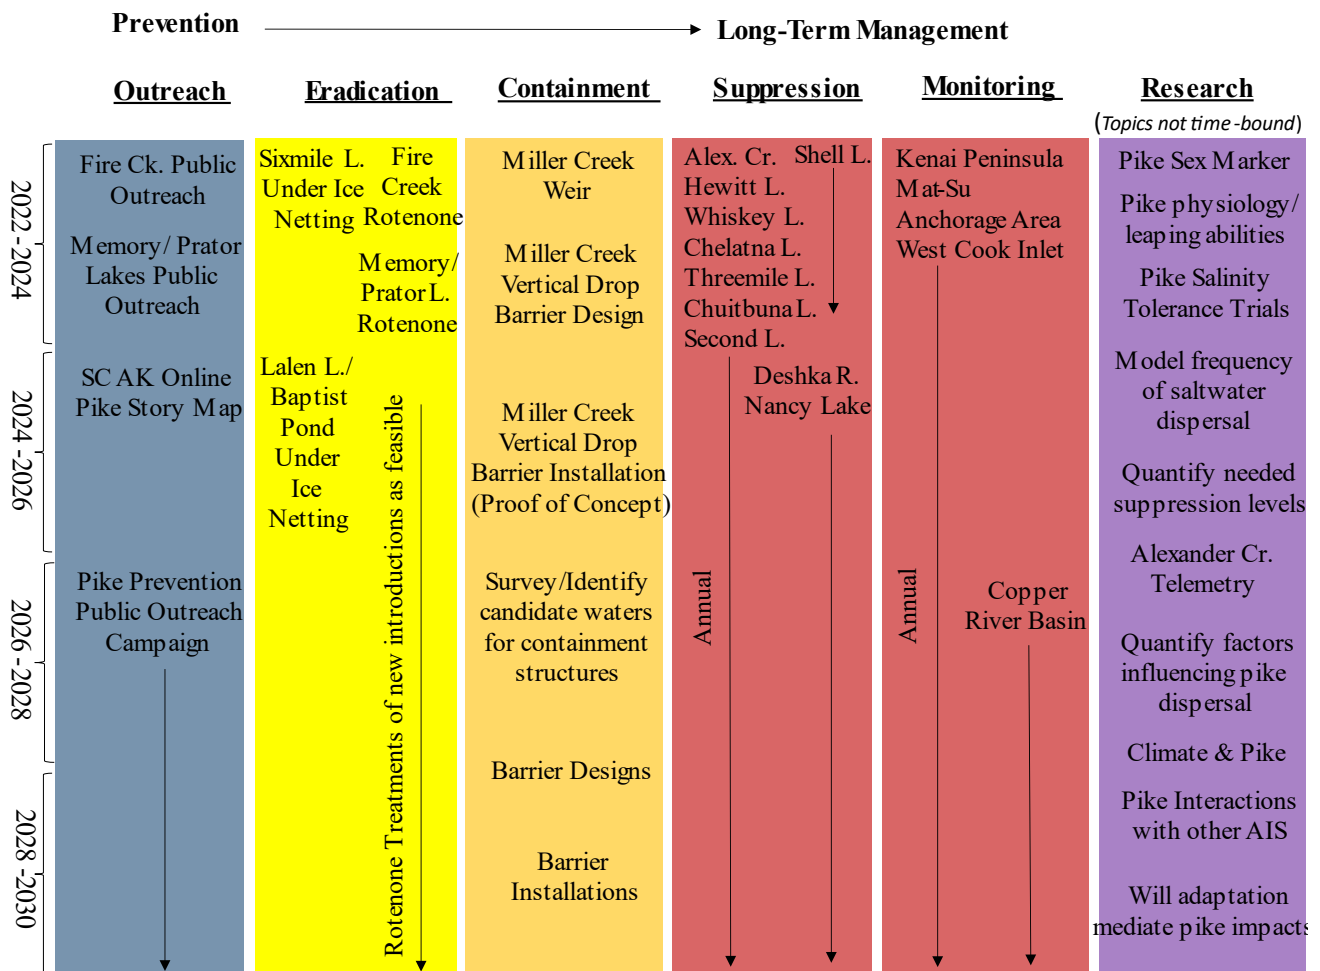 Prevention
Long-Term Management
Outreach
Eradication
Containment
Suppression
Monitoring
Research
(Topics not time-bound)
2022-2024
2024-2026
2026-2028
2028-2030
Fire Ck. Public
Outreach
Memory/ Prator
Lakes Public
Outreach
SC AK Online
Pike Story Map
Pike Prevention
Public Outreach
Campaign
Sixmile L.
Under Ice
Netting
Fire
Creek
Rotenone
Memory/
Prator L.
Rotenone
Lalen L./
Baptist
Pond
Under
Ice
Netting
Rotenone Treatments of new introductions as feasible
Miller Creek
Weir
Miller Creek
Vertical Drop
Barrier Design
Miller Creek
Vertical Drop
Barrier Installation
(Proof of Concept)
Survey/Identify
candidate waters
for containment
structures
Barrier Designs
Barrier
Installations
Alex. Cr.
Hewitt L.
Whiskey L.
Chelatna L.
Threemile L.
Chuitbuna L.
Second L.
Shell L.
Deshka R.
Nancy Lake
Annual
Kenai Peninsula
Mat-Su
Anchorage Area
West Cook Inlet
Annual
Copper
River Basin
Pike Sex Marker
Pike physiology/
leaping abilities
Pike Salinity
Tolerance Trials
Model frequency
of saltwater
dispersal
Quantify needed
suppression levels
Alexander Cr.
Telemetry
Quantify factors
influencing pike
dispersal
Climate & Pike
Pike Interactions
with other AIS
Will adaptation
mediate pike impacts